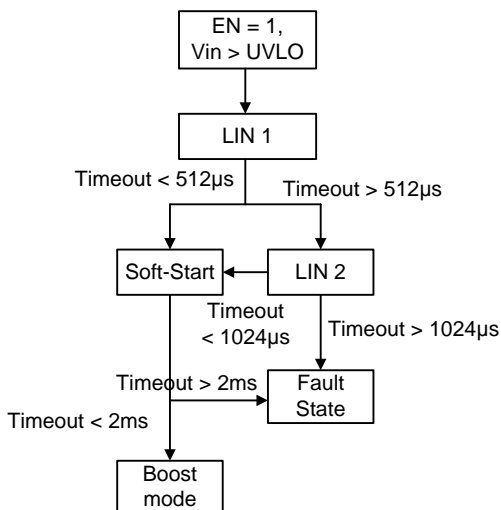 EN = 1,
Vin > UVLO
LIN 1
Timeout < 512µs
Timeout > 512µs
Soft-Start
LIN 2
Timeout
< 1024µs
Timeout > 1024µs
Timeout > 2ms
Fault
State
Timeout < 2ms
Boost
mode